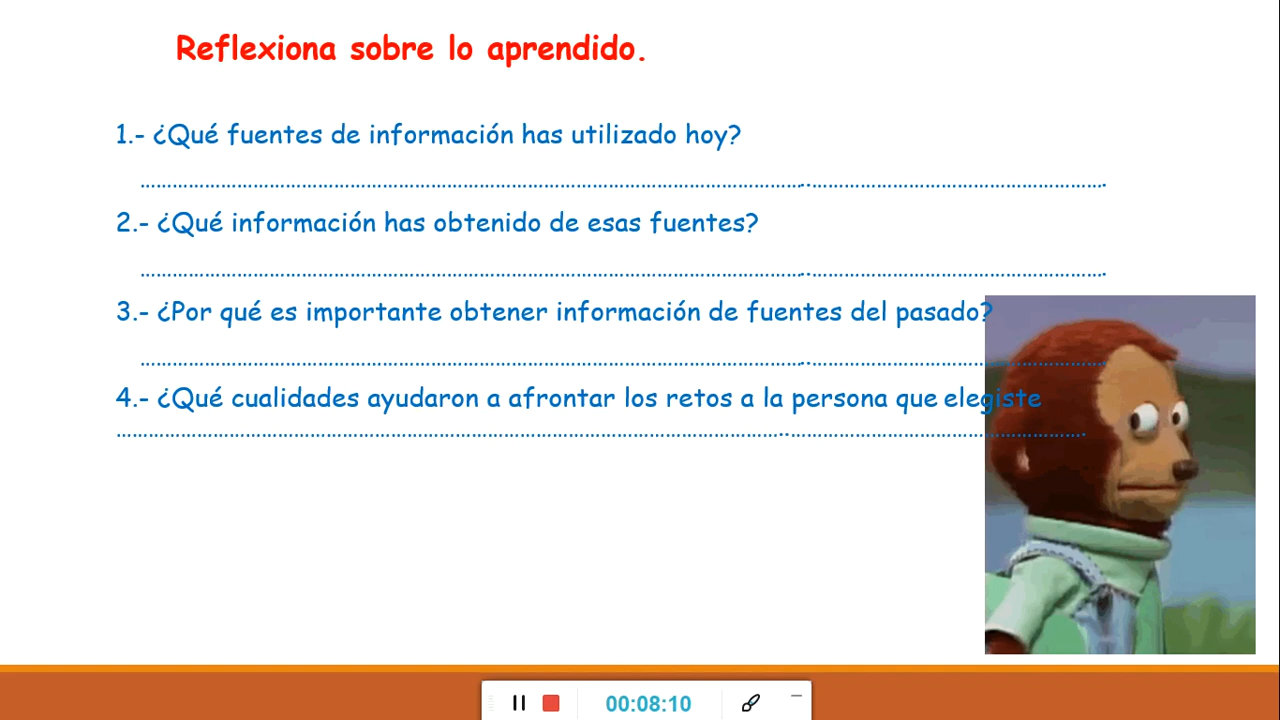 Reflexiona sobre lo aprendido.
1.- ¿Qué fuentes de información has utilizado hoy?
………………………………………………………………………………………………………………..……………………………………………….
2.- ¿Qué información has obtenido de esas fuentes?
………………………………………………………………………………………………………………..……………………………………………….
3.- ¿Por qué es importante obtener información de fuentes del pasado?
………………………………………………………………………………………………………………..……………………………………………….
4.- ¿Qué cualidades ayudaron a afrontar los retos a la persona que elegiste
………………………………………………………………………………………………………………..……………………………………………….
00:08:10